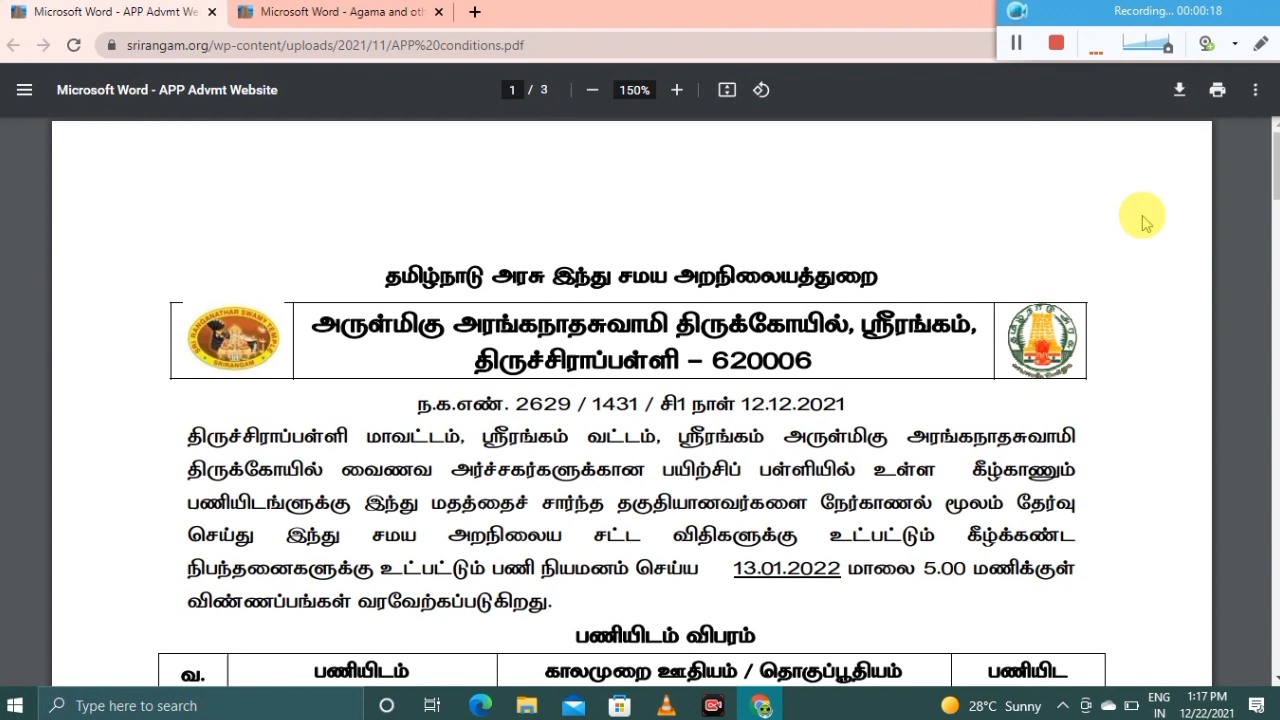 Microsoft Word - APP Advmt We
Microsoft Word - Agama and oth
Recording... 00:00:18
srirangam.org/wp-content/uploads/2021/11/APP%20conditions.pdf
Microsoft Word - APP Advmt Website
1 / 3
150%
தமிழ்நாடு அரசு இந்து சமய அறநிலையத்துறை
அருள்மிகு அரங்கநாதசுவாமி திருக்கோயில், ஸ்ரீரங்கம்,
திருச்சிராப்பள்ளி – 620006
SRI RANGANATHAR SWAMY TEMPLE
SRIRANGAM
ந.க.எண். 2629 / 1431 / சி1 நாள் 12.12.2021
திருச்சிராப்பள்ளி மாவட்டம், ஸ்ரீரங்கம் வட்டம், ஸ்ரீரங்கம் அருள்மிகு அரங்கநாதசுவாமி
திருக்கோயில் வைணவ அர்ச்சகர்களுக்கான பயிற்சிப் பள்ளியில் உள்ள கீழ்காணும்
பணியிடங்ளுக்கு இந்து மதத்தைச் சார்ந்த தகுதியானவர்களை நேர்காணல் மூலம் தேர்வு
செய்து இந்து சமய அறநிலைய சட்ட விதிகளுக்கு உட்பட்டும் கீழ்க்கண்ட
நிபந்தனைகளுக்கு உட்பட்டும் பணி நியமனம் செய்ய 13.01.2022 மாலை 5.00 மணிக்குள்
விண்ணப்பங்கள் வரவேற்கப்படுகிறது.
பணியிடம் விபரம்
வ. பணியிடம் காலமுறை ஊதியம் / தொகுப்பூதியம் பணியிட
Type here to search
28°C Sunny
ENG
IN
1:17 PM
12/22/2021